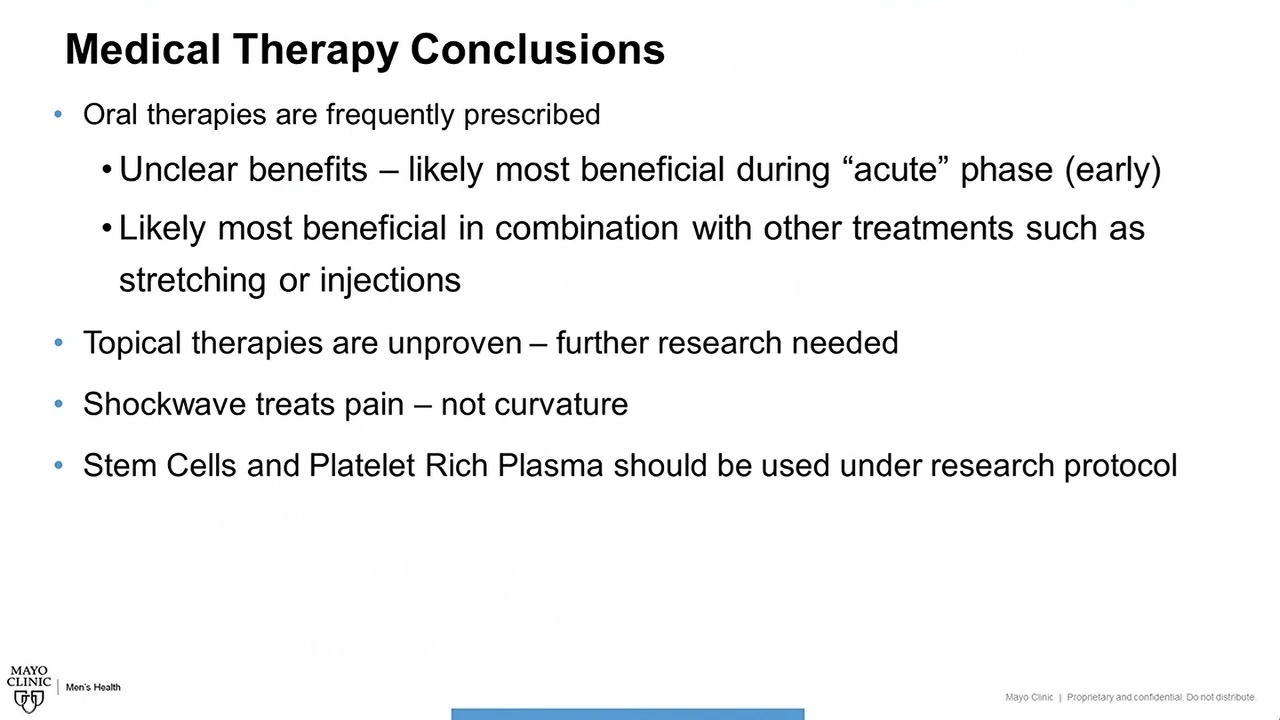 Medical Therapy Conclusions
• Oral therapies are frequently prescribed
• Unclear benefits – likely most beneficial during “acute” phase (early)
• Likely most beneficial in combination with other treatments such as
stretching or injections
• Topical therapies are unproven – further research needed
• Shockwave treats pain – not curvature
• Stem Cells and Platelet Rich Plasma should be used under research protocol
MAYO
CLINIC
Men's Health
Mayo Clinic | Proprietary and confidential. Do not distribute.